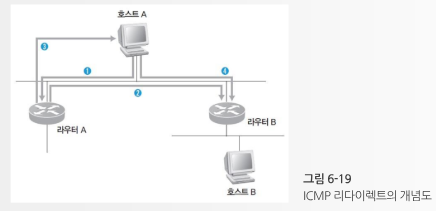 호스트 A
③
①
④
②
라우터 A
라우터 B
호스트 B
그림 6-19
ICMP 리다이렉트의 개념도